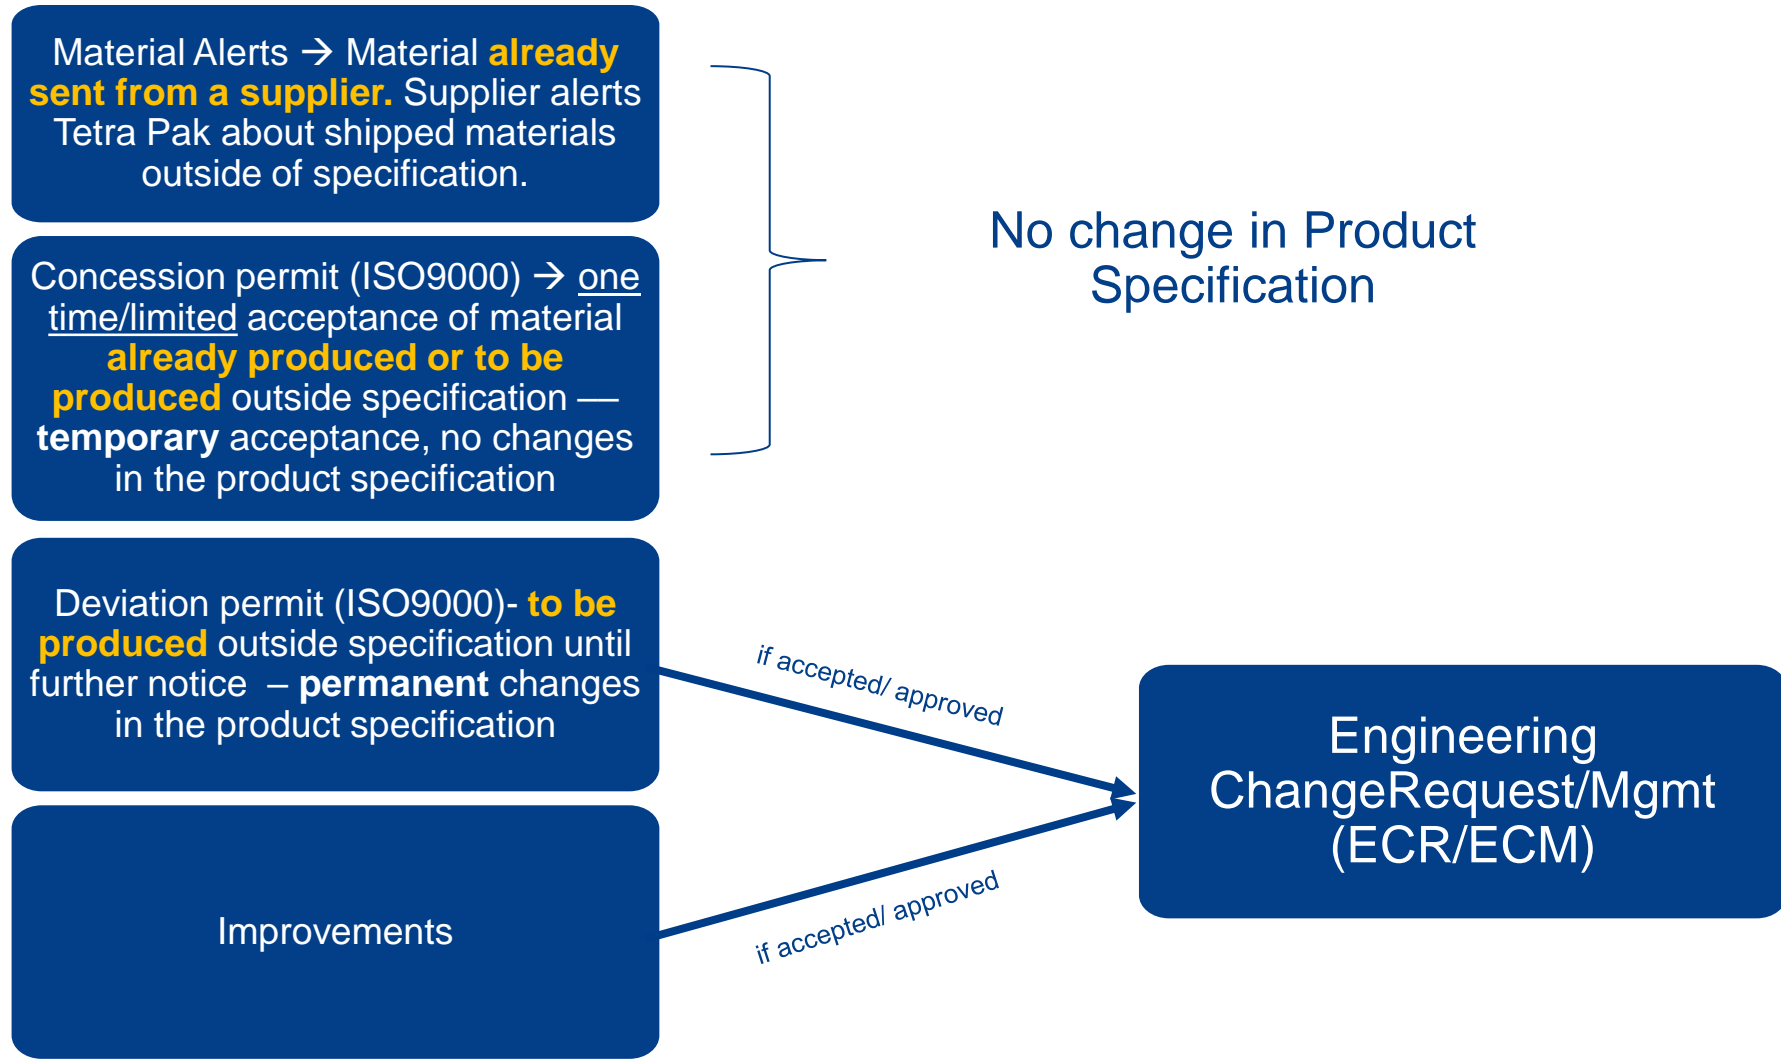 Material Alerts → Material already
sent from a supplier. Supplier alerts
Tetra Pak about shipped materials
outside of specification.
Concession permit (ISO9000) → one
time/limited acceptance of material
already produced or to be
produced outside specification —
temporary acceptance, no changes
in the product specification
No change in Product
Specification
Deviation permit (ISO9000)- to be
produced outside specification until
further notice – permanent changes
in the product specification
if accepted/ approved
Engineering
ChangeRequest/Mgmt
(ECR/ECM)
Improvements
if accepted/ approved